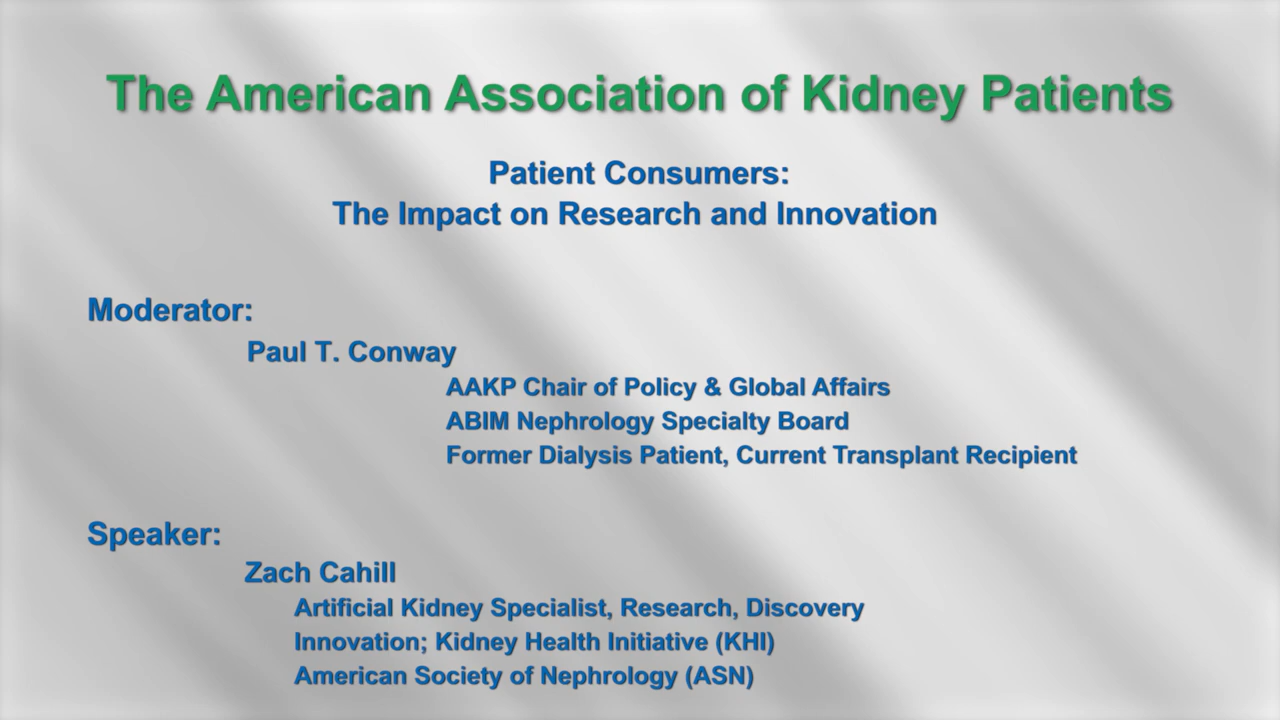 The American Association of Kidney Patients
Patient Consumers:
The Impact on Research and Innovation
Moderator:
Paul T. Conway
AAKP Chair of Policy & Global Affairs
ABIM Nephrology Specialty Board
Former Dialysis Patient, Current Transplant Recipient
Speaker:
Zach Cahill
Artificial Kidney Specialist, Research, Discovery
Innovation; Kidney Health Initiative (KHI)
American Society of Nephrology (ASN)